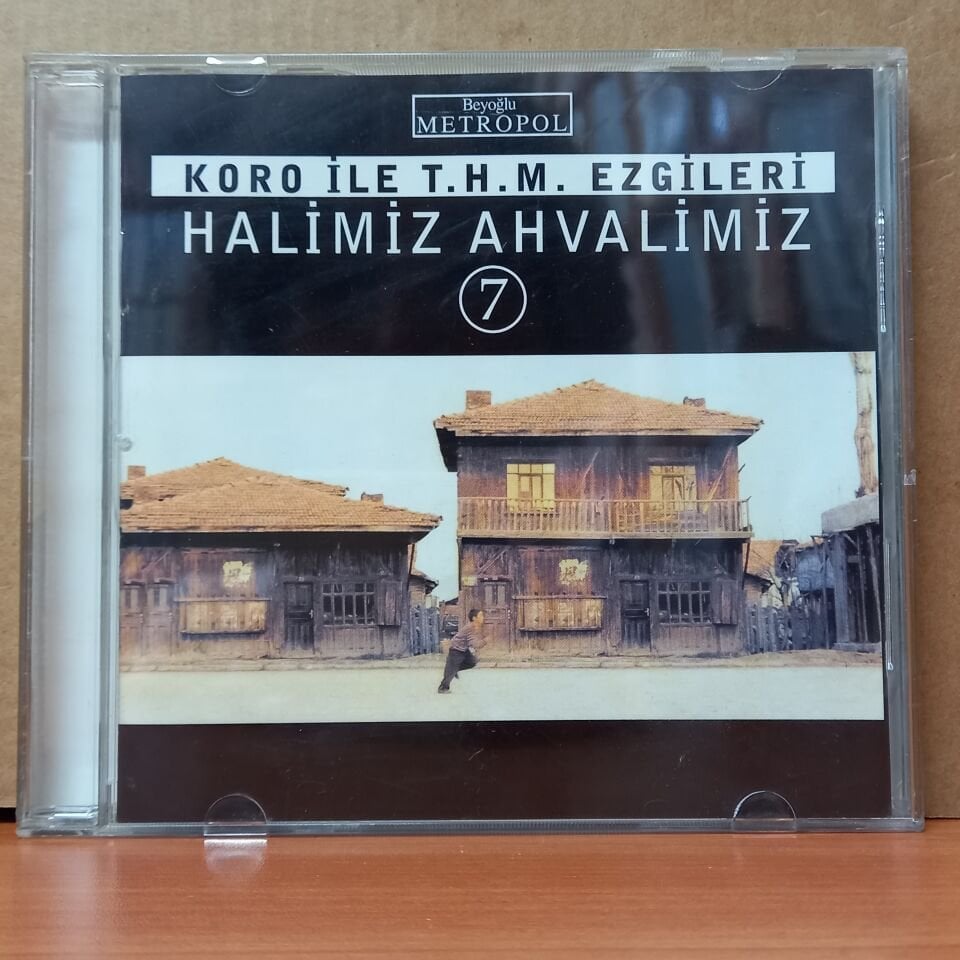 Beyoğlu
METROPOL
KORO İLE T.H.M. EZGİLERİ
HALİMİZ AHVALİMİZ
7